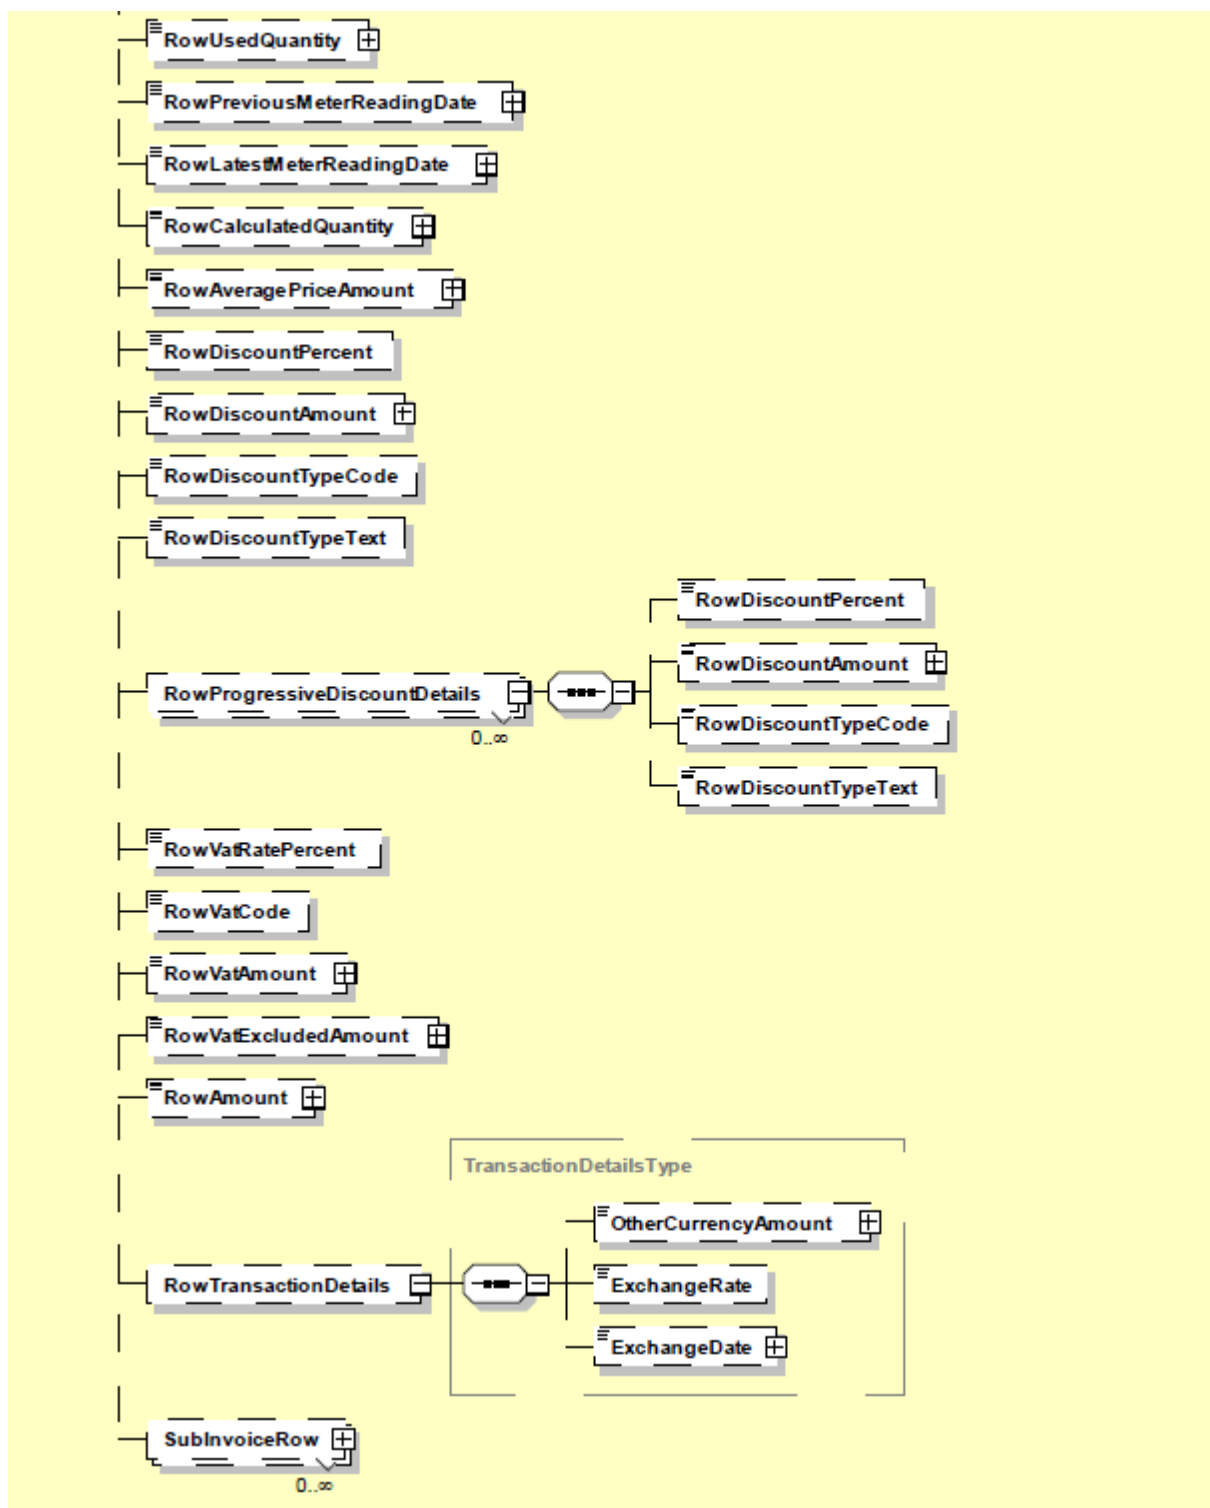 RowUsedQuantity
RowPreviousMeterReadingDate
RowLatestMeterReadingDate
RowCalculatedQuantity
RowAveragePriceAmount
RowDiscountPercent
RowDiscountAmount
RowDiscountTypeCode
RowDiscountTypeText
RowProgressiveDiscountDetails
0..∞
RowDiscountPercent
RowDiscountAmount
RowDiscountTypeCode
RowDiscountTypeText
RowVatRatePercent
RowVatCode
RowVatAmount
RowVatExcludedAmount
RowAmount
TransactionDetailsType
RowTransactionDetails
OtherCurrencyAmount
ExchangeRate
ExchangeDate
SubInvoiceRow
0..∞